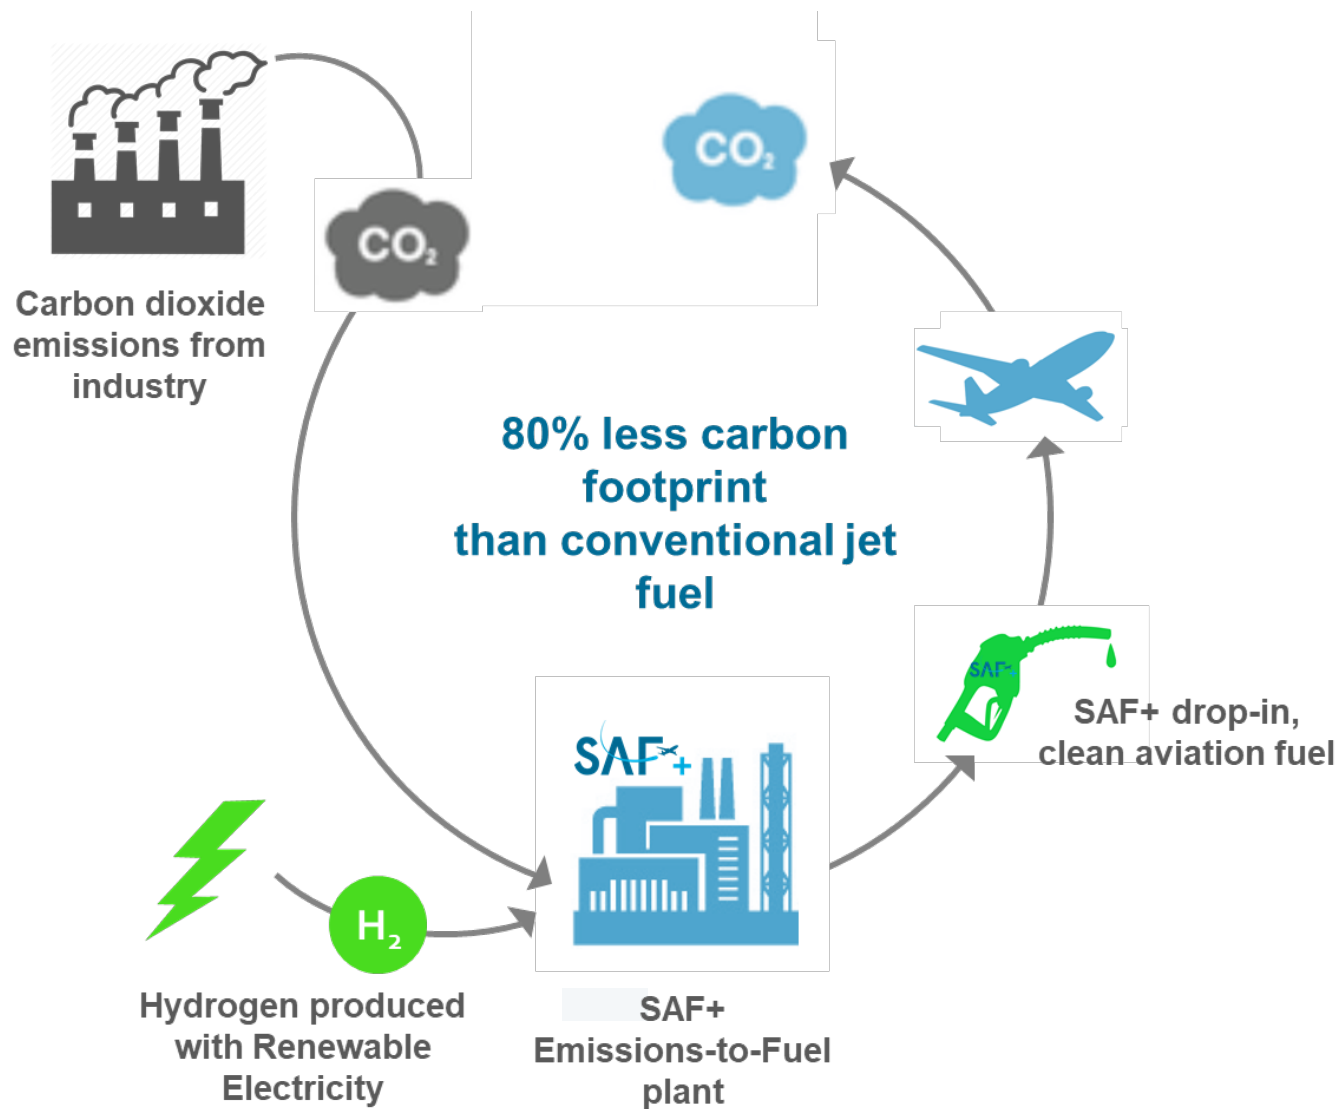 CO₂
CO₂
Carbon dioxide
emissions from
industry
80% less carbon
footprint
than conventional jet
fuel
SAF+
SAF+ drop-in,
clean aviation fuel
SAF+
H₂
Hydrogen produced
with Renewable
Electricity
SAF+
Emissions-to-Fuel
plant